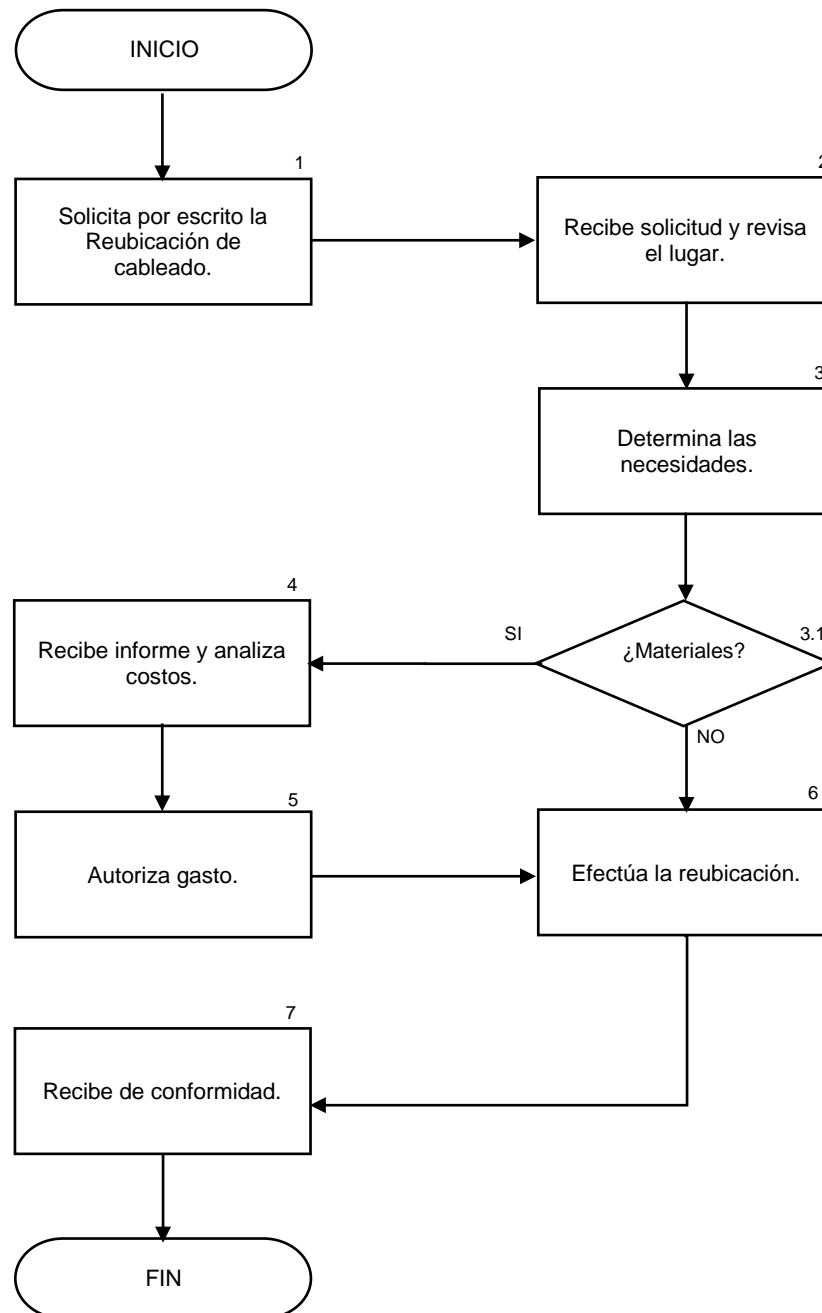 INICIO
1
Solicita por escrito la
Reubicación de
cableado.
2
Recibe solicitud y revisa
el lugar.
3
Determina las
necesidades.
3.1
¿Materiales?
SI
NO
4
Recibe informe y analiza
costos.
5
Autoriza gasto.
6
Efectúa la reubicación.
7
Recibe de conformidad.
FIN